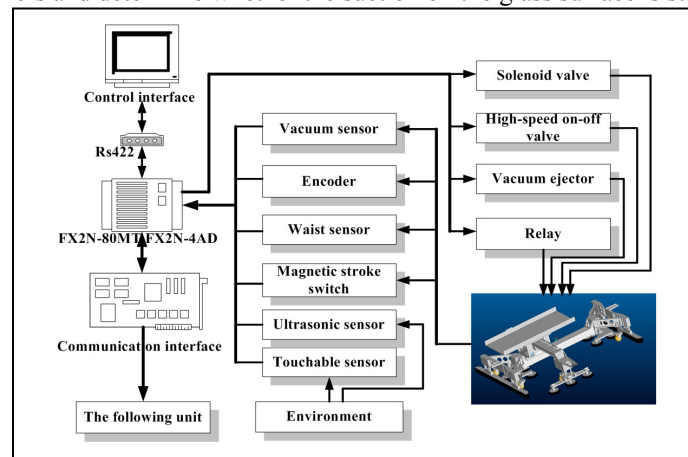 Control interface
Rs422
FX2N-80MT/FX2N-4AD
Communication interface
The following unit
Vacuum sensor
Encoder
Waist sensor
Magnetic stroke
switch
Ultrasonic sensor
Touchable sensor
Environment
Solenoid valve
High-speed on-off
valve
Vacuum ejector
Relay